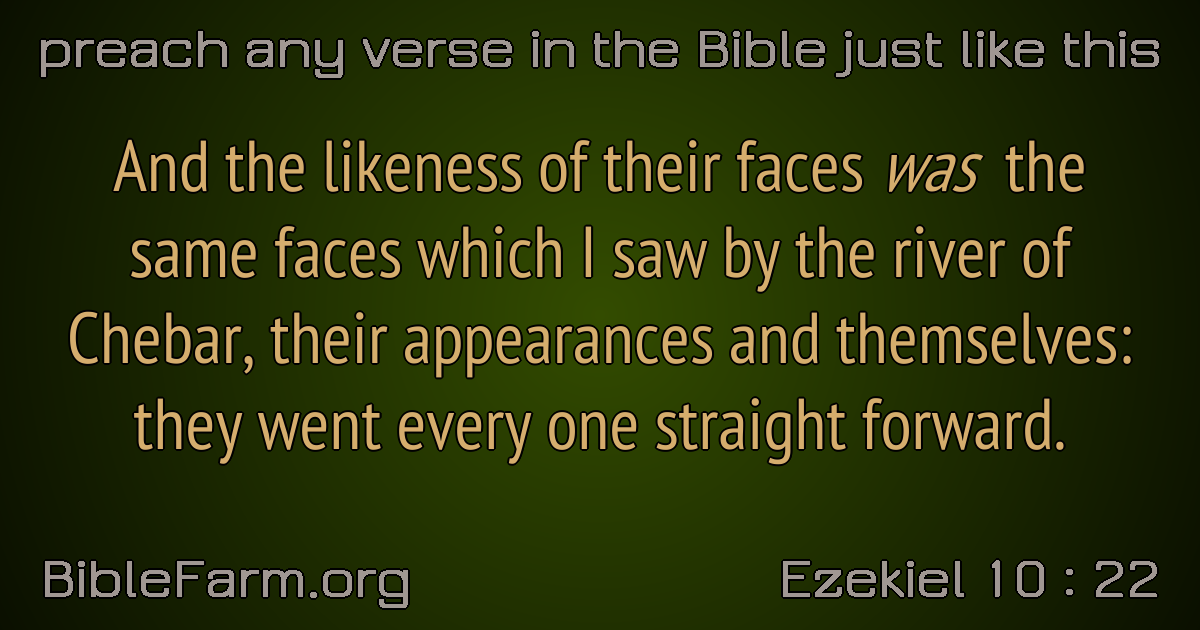 preach any verse in the Bible just like this
And the likeness of their faces was the
same faces which I saw by the river of
Chebar, their appearances and themselves:
they went every one straight forward.
BibleFarm.org
Ezekiel 10 : 22